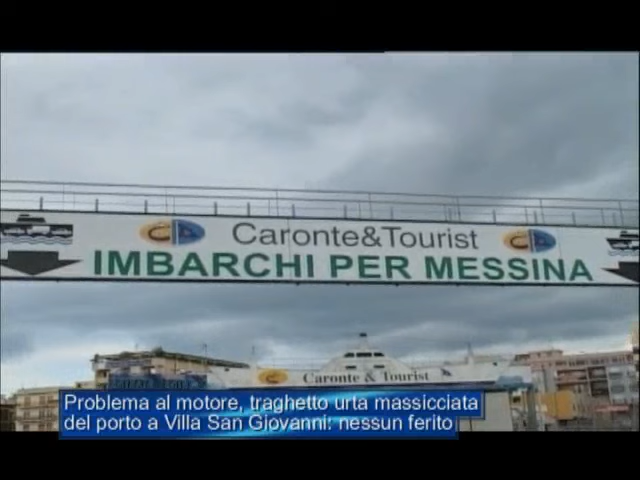 Caronte&Tourist
IMBARCHI PER MESSINA
Caronte & Tourist
Problema al motore, traghetto urta massicciata
del porto a Villa San Giovanni: nessun ferito